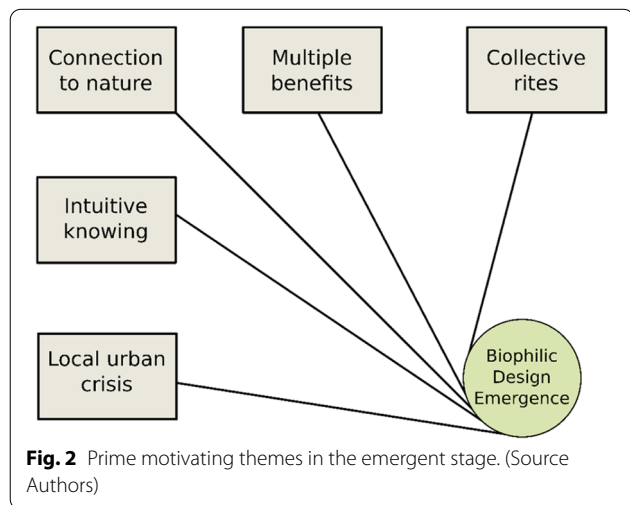 Connection
to nature
Multiple
benefits
Collective
rites
Intuitive
knowing
Local urban
crisis
Biophilic
Design
Emergence
Fig. 2 Prime motivating themes in the emergent stage. (Source
Authors)